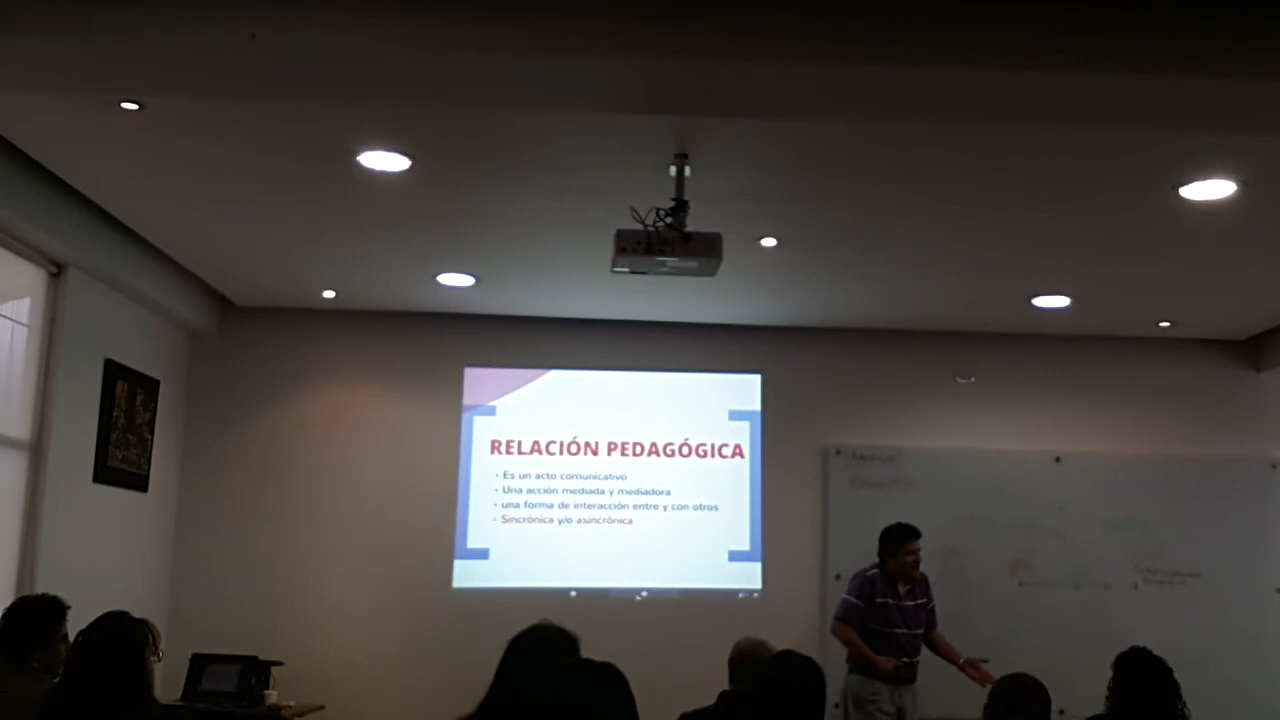 RELACIÓN PEDAGÓGICA
• Es un acto comunicativo
• Una acción mediada y mediadora
• una forma de interacción entre y con otros
• Sincrónica y/o asincrónica